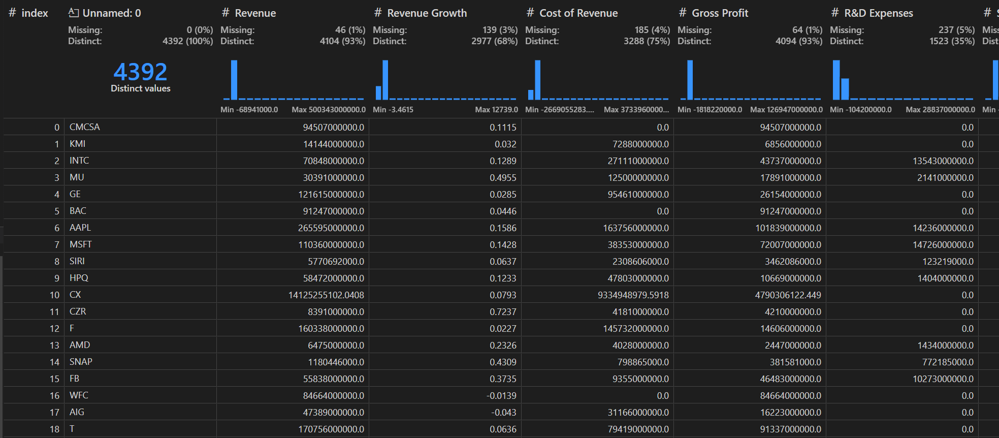 # index Unnamed: 0 # Revenue # Revenue Growth # Cost of Revenue # Gross Profit # R&D Expenses #
Missing: 0 (0%) Missing: 46 (1%) Missing: 139 (3%) Missing: 185 (4%) Missing: 64 (1%) Missing: 237 (5%) Miss
Distinct: 4392 (100%) Distinct: 4104 (93%) Distinct: 2977 (68%) Distinct: 3288 (75%) Distinct: 4094 (93%) Distinct: 1523 (35%) Dist
4392
Distinct values
Min -68941000.0 Max 500343000000.0 Min -3.4615 Max 12739.0 Min -2669055283.... Max 3733960000... Min -1818220000.0 Max 126947000000.0 Min -104200000.0 Max 28837000000.0 Min -
0 CMCSA 94507000000.0 0.1115 0.0 94507000000.0 0.0
1 KMI 14144000000.0 0.032 7288000000.0 6856000000.0 0.0
2 INTC 70848000000.0 0.1289 27111000000.0 43737000000.0 13543000000.0
3 MU 30391000000.0 0.4955 12500000000.0 17891000000.0 2141000000.0
4 GE 121615000000.0 0.0285 95461000000.0 26154000000.0 0.0
5 BAC 91247000000.0 0.0446 0.0 91247000000.0 0.0
6 AAPL 265595000000.0 0.1586 163756000000.0 101839000000.0 14236000000.0
7 MSFT 110360000000.0 0.1428 38353000000.0 72007000000.0 14726000000.0
8 SIRI 5770692000.0 0.0637 2308606000.0 3462086000.0 123219000.0
9 HPQ 58472000000.0 0.1233 47803000000.0 10669000000.0 1404000000.0
10 CX 14125255102.0408 0.0793 9334948979.5918 4790306122.449 0.0
11 CZR 8391000000.0 0.7237 4181000000.0 4210000000.0 0.0
12 F 160338000000.0 0.0227 145732000000.0 14606000000.0 0.0
13 AMD 6475000000.0 0.2326 4028000000.0 2447000000.0 1434000000.0
14 SNAP 1180446000.0 0.4309 798865000.0 381581000.0 772185000.0
15 FB 55838000000.0 0.3735 9355000000.0 46483000000.0 10273000000.0
16 WFC 84664000000.0 -0.0139 0.0 84664000000.0 0.0
17 AIG 47389000000.0 -0.043 31166000000.0 16223000000.0 0.0
18 T 170756000000.0 0.0636 79419000000.0 91337000000.0 0.0